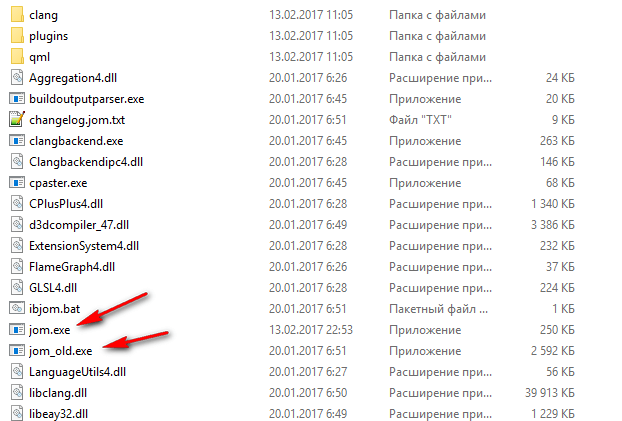 clang 13.02.2017 11:05 Папка с файлами
plugins 13.02.2017 11:05 Папка с файлами
qml 13.02.2017 11:05 Папка с файлами
Aggregation4.dll 20.01.2017 6:26 Расширение при... 24 КБ
buildoutputparser.exe 20.01.2017 6:45 Приложение 20 КБ
changelog.jom.txt 20.01.2017 6:51 Файл "TXT" 9 КБ
clangbackend.exe 20.01.2017 6:45 Приложение 263 КБ
Clangbackendipc4.dll 20.01.2017 6:28 Расширение при... 146 КБ
cpaster.exe 20.01.2017 6:45 Приложение 68 КБ
CPlusPlus4.dll 20.01.2017 6:28 Расширение при... 1 340 КБ
d3dcompiler_47.dll 20.01.2017 6:49 Расширение при... 3 386 КБ
ExtensionSystem4.dll 20.01.2017 6:28 Расширение при... 232 КБ
FlameGraph4.dll 20.01.2017 6:26 Расширение при... 37 КБ
GLSL4.dll 20.01.2017 6:28 Расширение при... 224 КБ
ibjom.bat 20.01.2017 6:51 Пакетный файл ... 1 КБ
jom.exe 13.02.2017 22:53 Приложение 250 КБ
jom_old.exe 20.01.2017 6:51 Приложение 2 592 КБ
LanguageUtils4.dll 20.01.2017 6:27 Расширение при... 56 КБ
libclang.dll 20.01.2017 6:50 Расширение при... 39 913 КБ
libeay32.dll 20.01.2017 6:49 Расширение при... 1 229 КБ